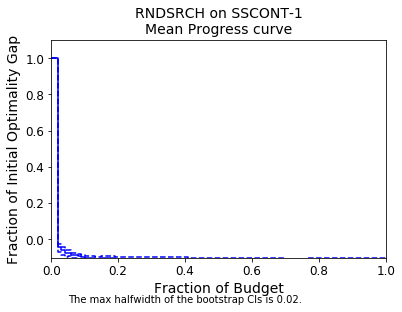 RNDSRCH on SSCONT-1
Mean Progress curve
Fraction of Initial Optimality Gap
1.0
0.8
0.6
0.4
0.2
0.0
0.0 0.2 0.4 0.6 0.8 1.0
Fraction of Budget
The max halfwidth of the bootstrap CIs is 0.02.